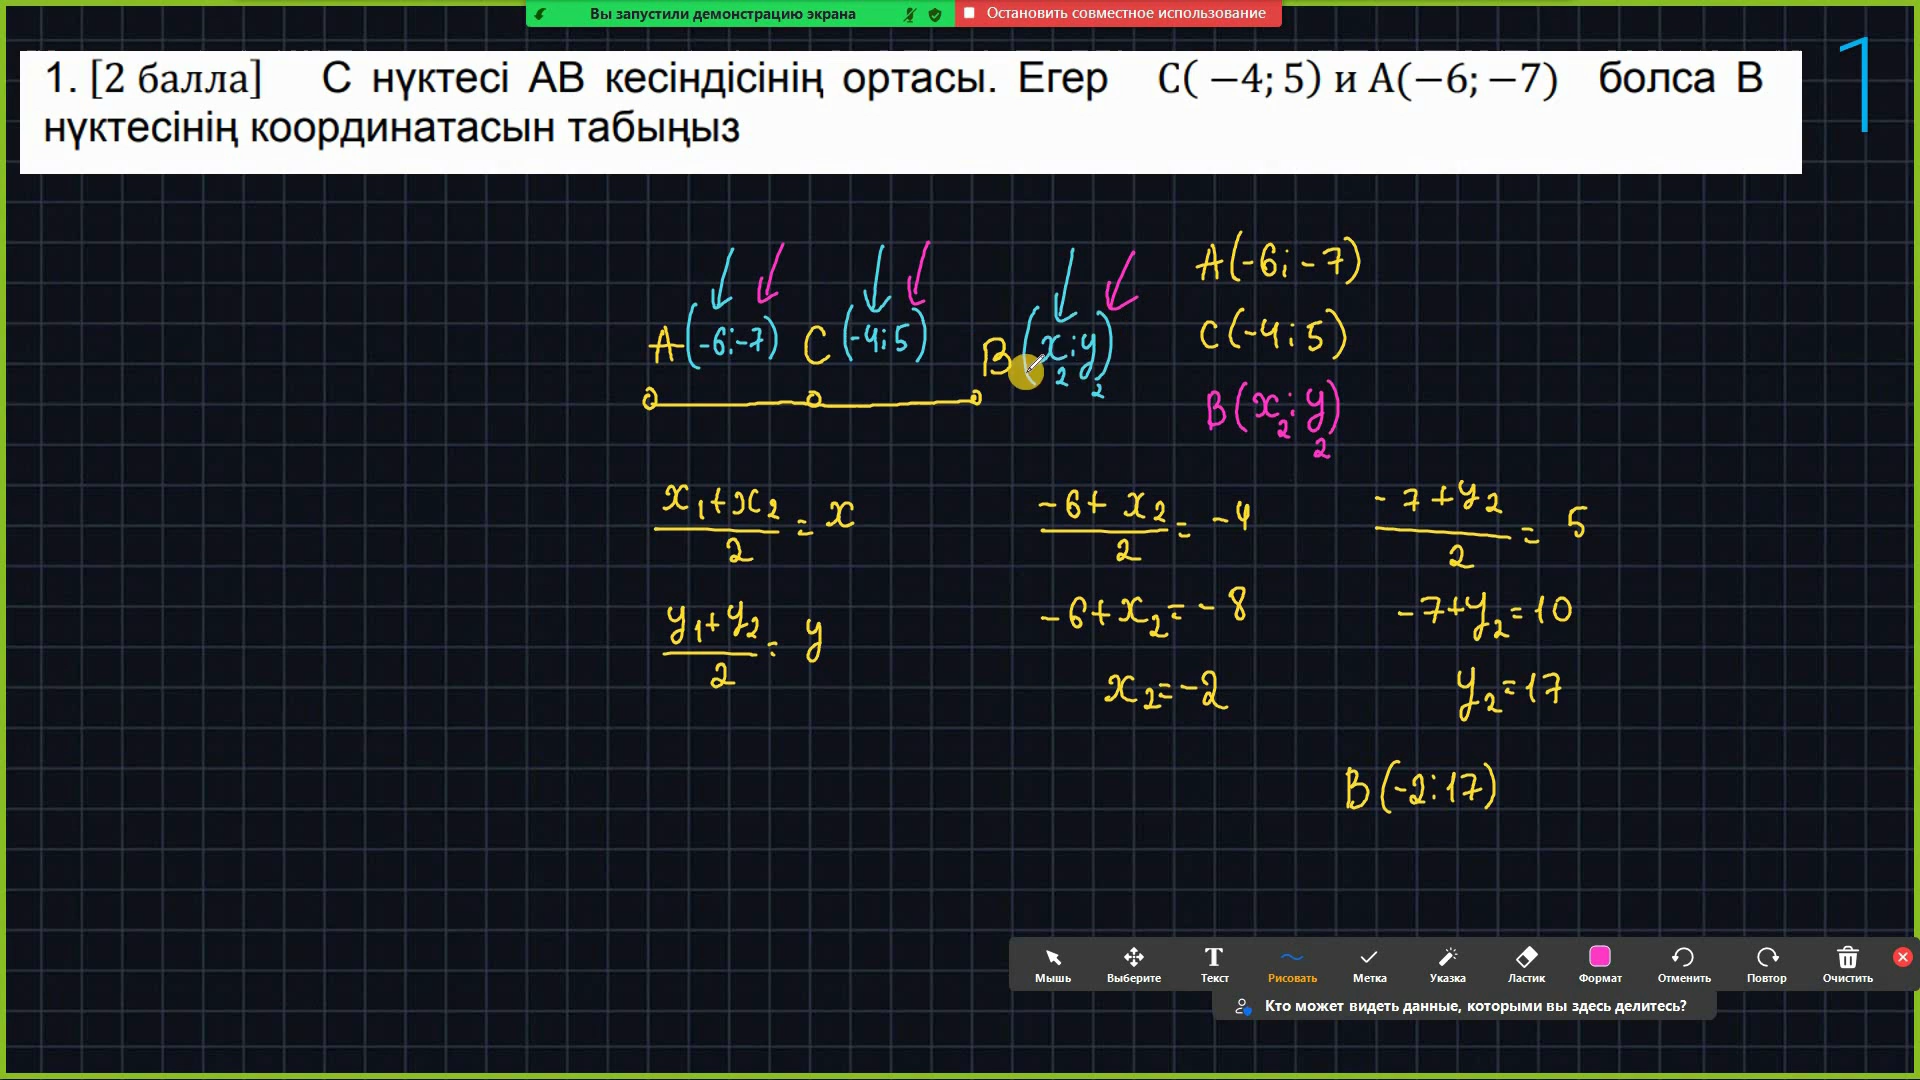 Вы запустили демонстрацию экрана
Остановить совместное использование
1. [2 балла] С нүктесі АВ кесіндісінің ортасы. Егер C( −4; 5) и A(−6; −7) болса В
нүктесінің координатасын табыңыз
1
A(-6;-7) C(-4;5) B(x₂;y₂)
A(-6;-7)
C(-4;5)
B(x₂;y₂)
(x₁+x₂)/2=x
(y₁+y₂)/2=y
(-6+x₂)/2=-4
-6+x₂=-8
x₂=-2
(-7+y₂)/2=5
-7+y₂=10
y₂=17
B(-2;17)
Мышь Выберите Текст Рисовать Метка Указка Ластик Формат Отменить Повтор Очистить
Кто может видеть данные, которыми вы здесь делитесь?